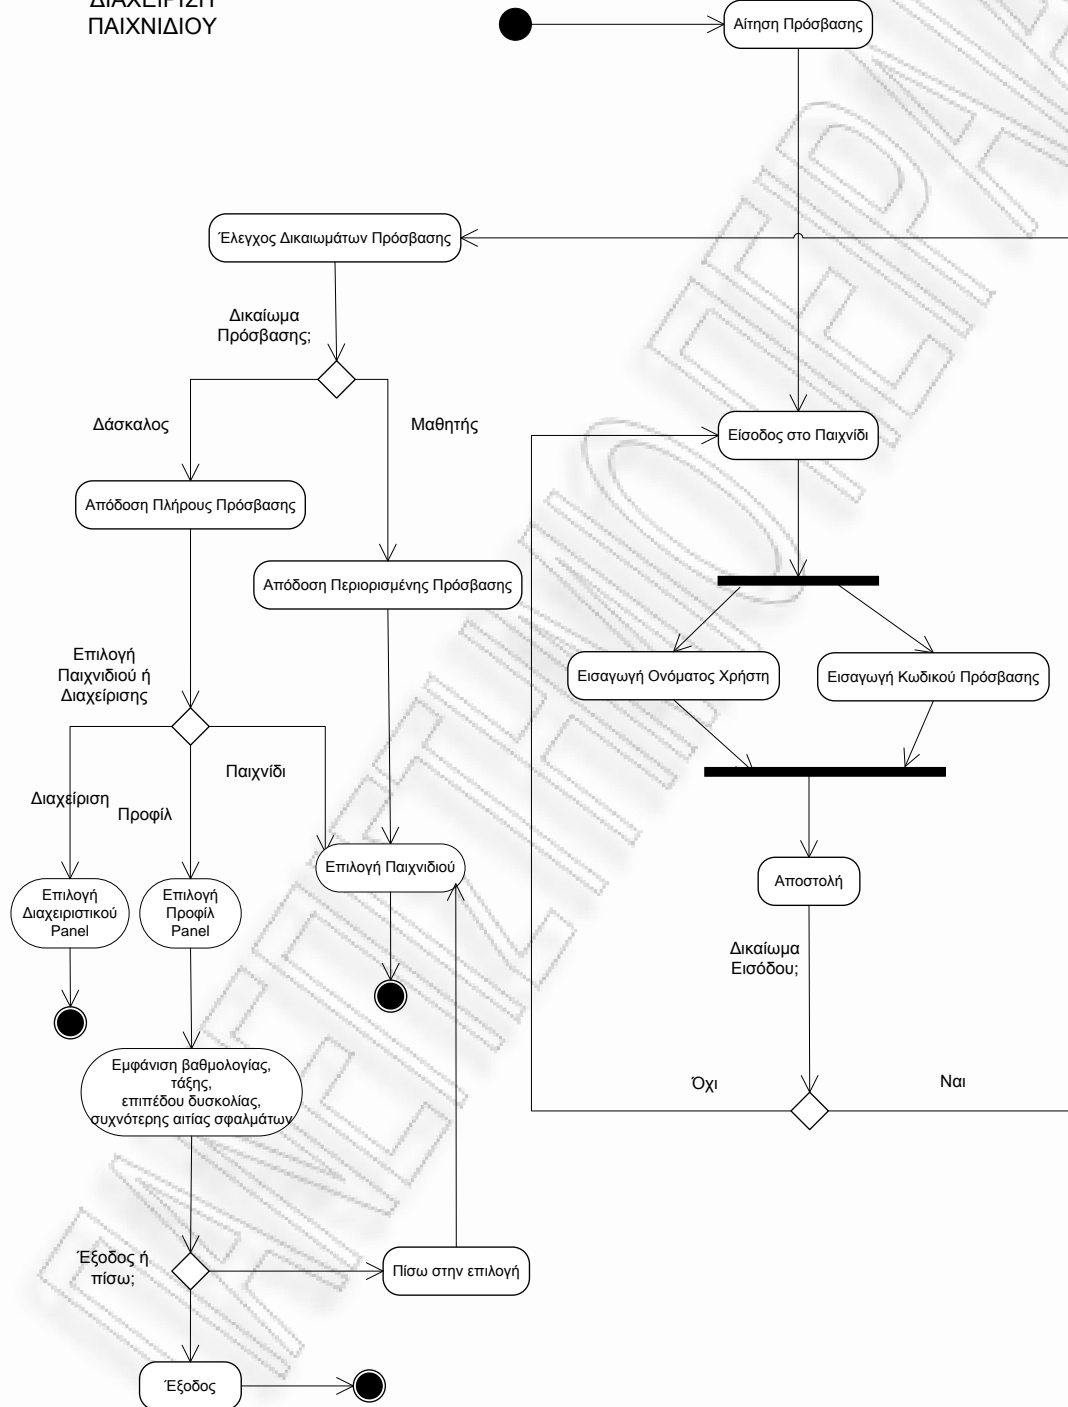 ΔΙΑΧΕΙΡΙΣΗ
ΠΑΙΧΝΙΔΙΟΥ
Αίτηση Πρόσβασης
Έλεγχος Δικαιωμάτων Πρόσβασης
Δικαίωμα
Πρόσβασης;
Δάσκαλος
Μαθητής
Είσοδος στο Παιχνίδι
Απόδοση Πλήρους Πρόσβασης
Απόδοση Περιορισμένης Πρόσβασης
Επιλογή
Παιχνιδιού ή
Διαχείρισης
Εισαγωγή Ονόματος Χρήστη
Εισαγωγή Κωδικού Πρόσβασης
Παιχνίδι
Διαχείριση
Προφίλ
Επιλογή Παιχνιδιού
Αποστολή
Επιλογή
Διαχειριστικού
Panel
Επιλογή
Προφίλ
Panel
Δικαίωμα
Εισόδου;
Εμφάνιση βαθμολογίας,
τάξης,
επιπέδου δυσκολίας,
συχνότερης αιτίας σφαλμάτων
Όχι
Ναι
Έξοδος ή
πίσω;
Πίσω στην επιλογή
Έξοδος